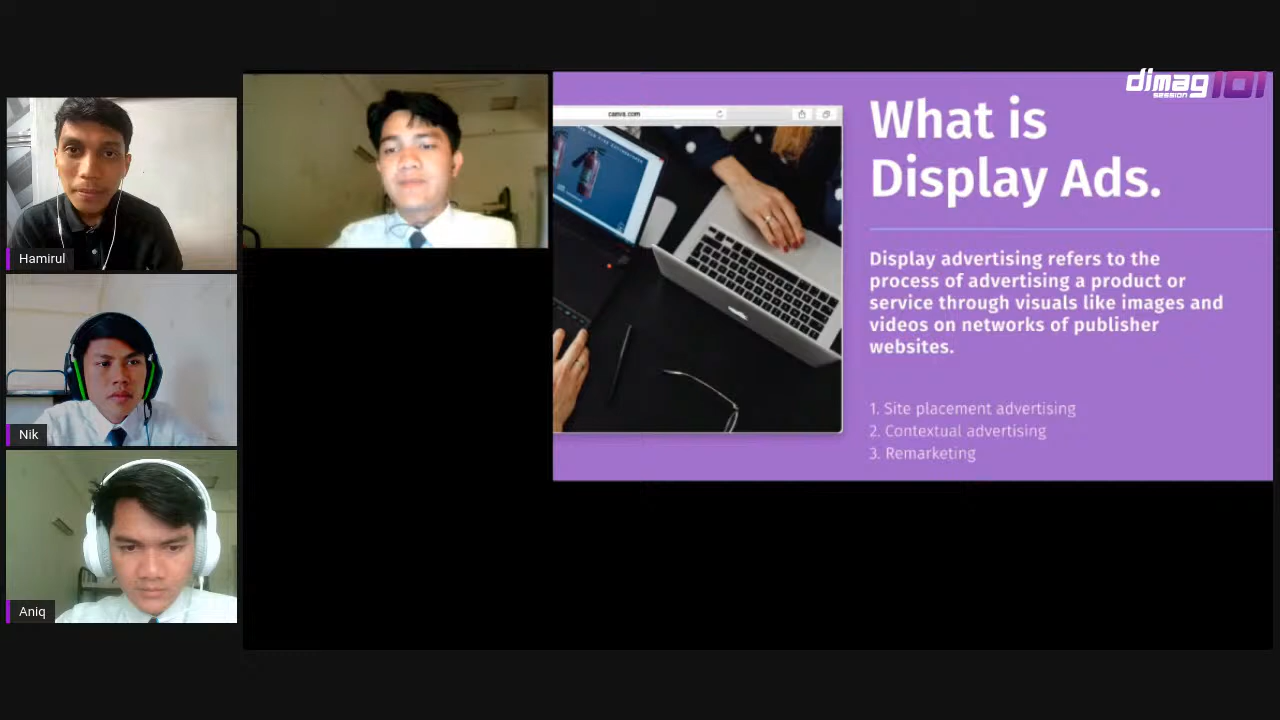 dimag101
SESSION
What is
Display Ads.
canva.com
Display advertising refers to the
process of advertising a product or
service through visuals like images and
videos on networks of publisher
websites.
1. Site placement advertising
2. Contextual advertising
3. Remarketing
Hamirul
Nik
Aniq